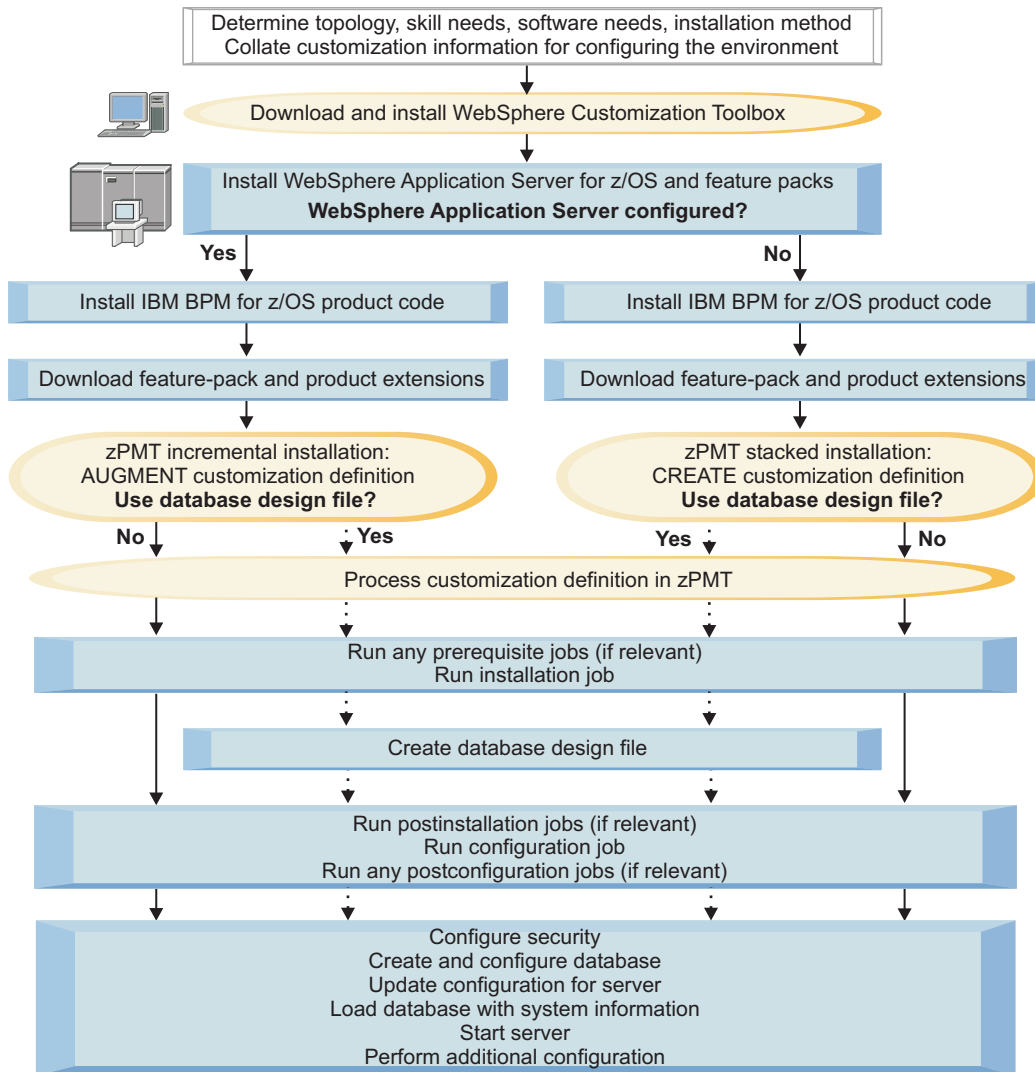 Determine topology, skill needs, software needs, installation method
Collate customization information for configuring the environment
Download and install WebSphere Customization Toolbox
Install WebSphere Application Server for z/OS and feature packs
WebSphere Application Server configured?
Yes
No
Install IBM BPM for z/OS product code
Install IBM BPM for z/OS product code
Download feature-pack and product extensions
Download feature-pack and product extensions
zPMT incremental installation:
AUGMENT customization definition
Use database design file?
zPMT stacked installation:
CREATE customization definition
Use database design file?
No
Yes
Yes
No
Process customization definition in zPMT
Run any prerequisite jobs (if relevant)
Run installation job
Create database design file
Run postinstallation jobs (if relevant)
Run configuration job
Run any postconfiguration jobs (if relevant)
Configure security
Create and configure database
Update configuration for server
Load database with system information
Start server
Perform additional configuration